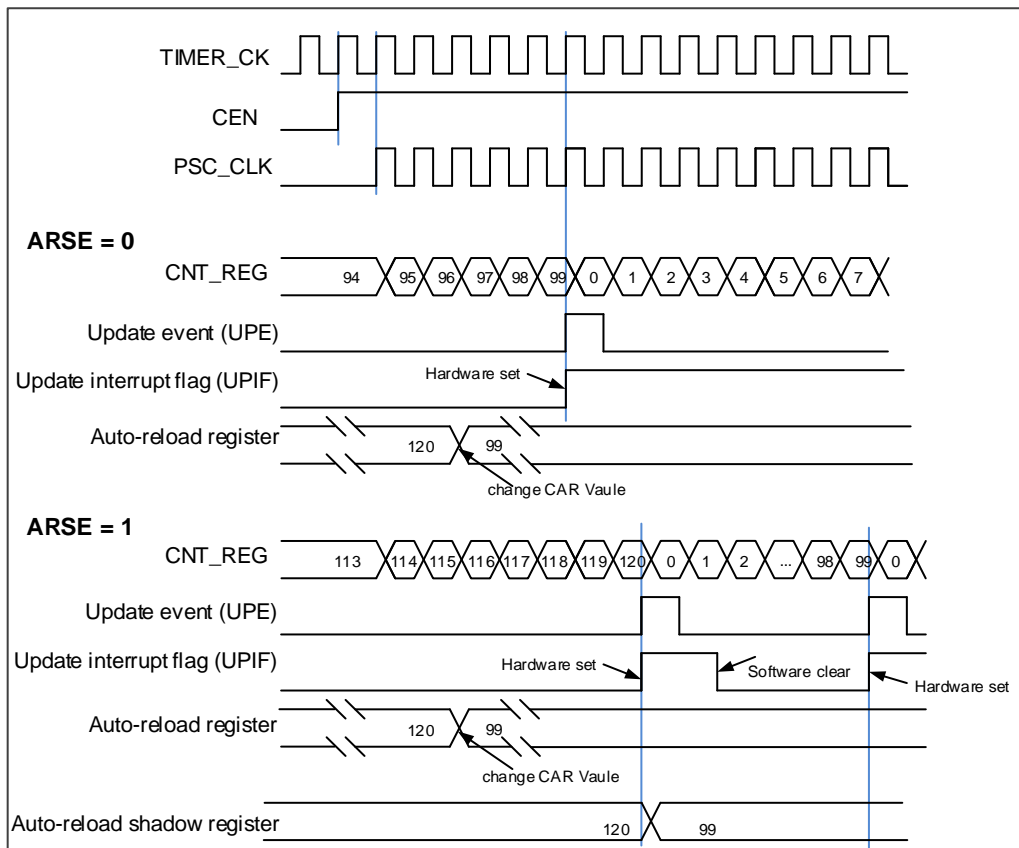 TIMER_CK
CEN
PSC_CLK
ARSE = 0
CNT_REG 94 95 96 97 98 99 0 1 2 3 4 5 6 7
Update event (UPE)
Update interrupt flag (UPIF) Hardware set
Auto-reload register 120 99
change CAR Vaule
ARSE = 1
CNT_REG 113 114 115 116 117 118 119 120 0 1 2 ... 98 99 0
Update event (UPE)
Update interrupt flag (UPIF) Hardware set Software clear Hardware set
Auto-reload register 120 99
change CAR Vaule
Auto-reload shadow register 120 99